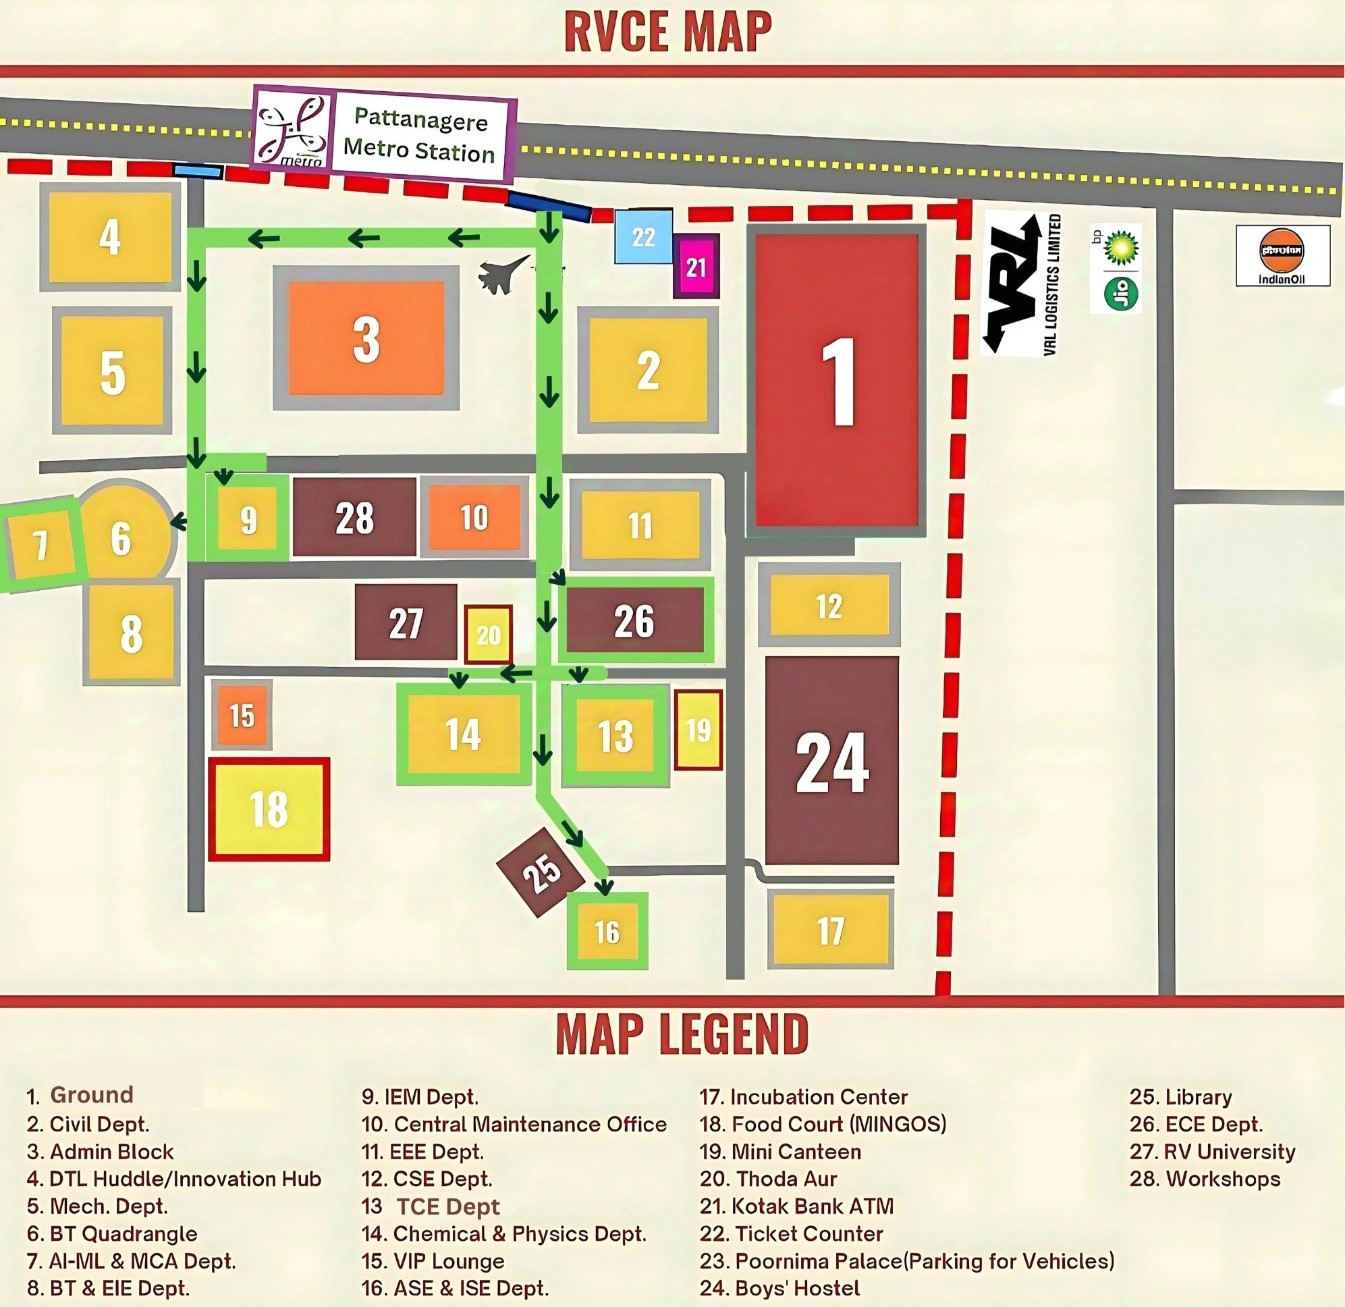 RVCE MAP
Pattanagere
Metro Station
metro
4
22
21
VRL
VRL LOGISTICS LIMITED
bp
Jio
इंडियनऑयल
IndianOil
3
5
2
1
7
6
9
28
10
11
8
27
20
26
12
15
14
13
19
24
18
25
16
17
MAP LEGEND
1. Ground
2. Civil Dept.
3. Admin Block
4. DTL Huddle/Innovation Hub
5. Mech. Dept.
6. BT Quadrangle
7. AI-ML & MCA Dept.
8. BT & EIE Dept.
9. IEM Dept.
10. Central Maintenance Office
11. EEE Dept.
12. CSE Dept.
13 TCE Dept
14. Chemical & Physics Dept.
15. VIP Lounge
16. ASE & ISE Dept.
17. Incubation Center
18. Food Court (MINGOS)
19. Mini Canteen
20. Thoda Aur
21. Kotak Bank ATM
22. Ticket Counter
23. Poornima Palace(Parking for Vehicles)
24. Boys' Hostel
25. Library
26. ECE Dept.
27. RV University
28. Workshops